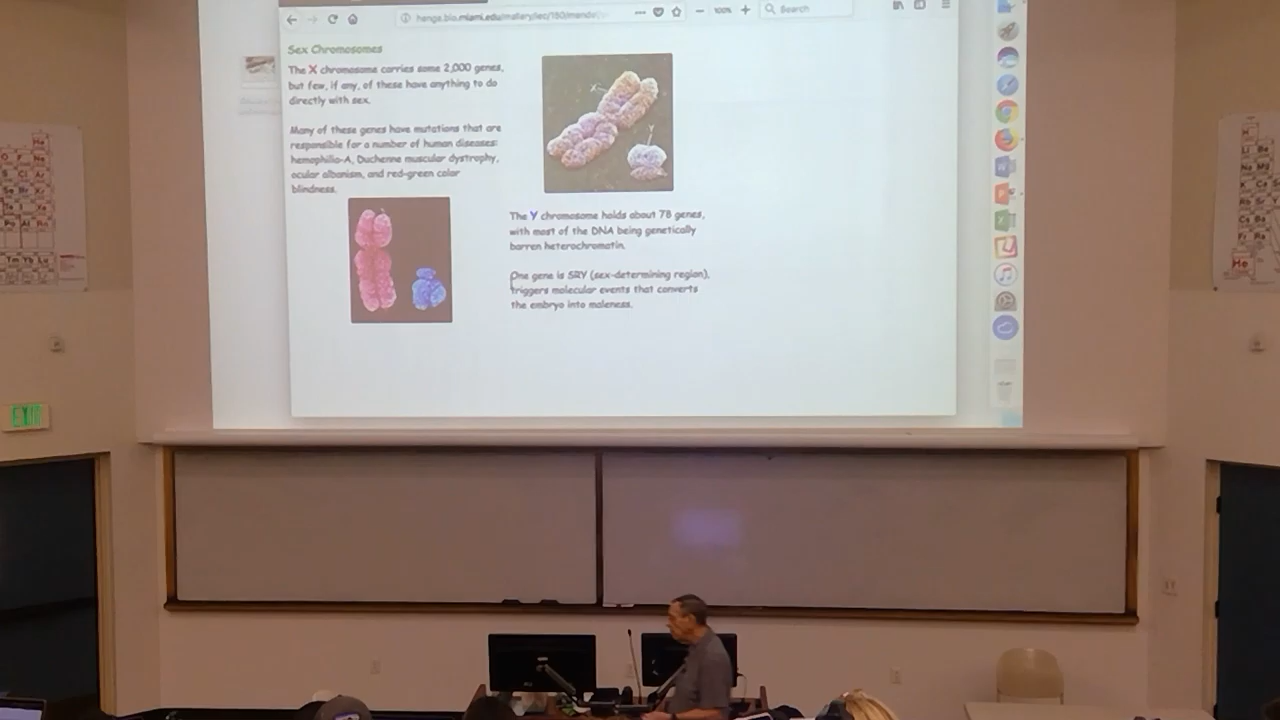 100%
Search
Sex Chromosomes
The X chromosome carries some 2,000 genes,
but few, if any, of these have anything to do
directly with sex.
Many of these genes have mutations that are
responsible for a number of human diseases:
hemophilia-A, Duchenne muscular dystrophy,
ocular albanism, and red-green color
blindness.
The Y chromosome holds about 78 genes,
with most of the DNA being genetically
barren heterochromatin.
One gene is SRY (sex-determining region),
triggers molecular events that converts
the embryo into maleness.
EXIT